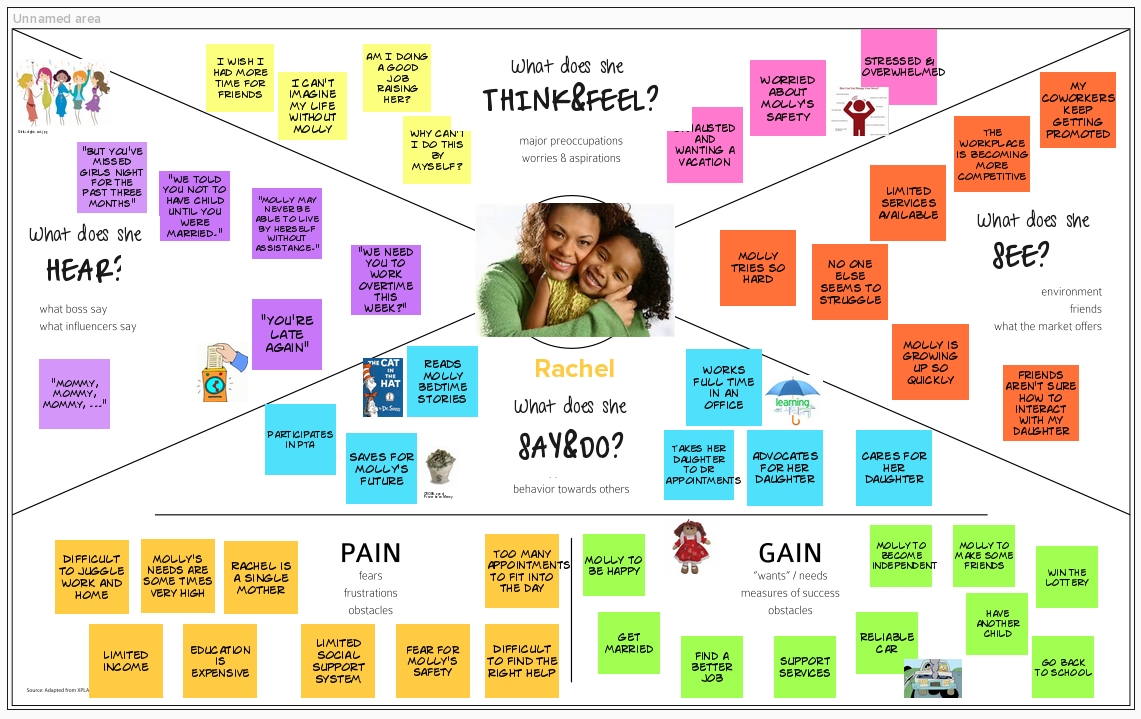 Unnamed area
I WISH I
HAD MORE
TIME FOR
FRIENDS
I CAN'T
IMAGINE
MY LIFE
WITHOUT
MOLLY
AM I DOING
A GOOD
JOB
RAISING
HER?
WHY CAN'T
I DO THIS
BY
MYSELF?
What does she
THINK&FEEL?
major preoccupations
worries & aspirations
WORRIED
ABOUT
MOLLY'S
SAFETY
STRESSED &
OVERWHELMED
AND
WANTING A
VACATION
"BUT YOU'VE
MISSED
GIRLS NIGHT
FOR THE
PAST THREE
MONTHS"
"WE TOLD
YOU NOT TO
HAVE CHILD
UNTIL YOU
WERE
MARRIED."
"MOLLY MAY
NEVER BE
ABLE TO LIVE
BY HERSELF
WITHOUT
ASSISTANCE."
"WE NEED
YOU TO
WORK
OVERTIME
THIS
WEEK?"
What does she
HEAR?
what boss say
what influencers say
"YOU'RE
LATE
AGAIN"
"MOMMY,
MOMMY,
MOMMY, ..."
MY
COWORKERS
KEEP
GETTING
PROMOTED
THE
WORKPLACE
IS BECOMING
MORE
COMPETITIVE
LIMITED
SERVICES
AVAILABLE
MOLLY
TRIES SO
HARD
NO ONE
ELSE
SEEMS TO
STRUGGLE
What does she
SEE?
environment
friends
what the market offers
MOLLY IS
GROWING
UP SO
QUICKLY
FRIENDS
AREN'T SURE
HOW TO
INTERACT
WITH MY
DAUGHTER
Rachel
What does she
SAY&DO?
behavior towards others
THE CAT
IN THE
HAT
By Dr. Seuss
READS
MOLLY
BEDTIME
STORIES
PARTICIPATES
IN PTA
SAVES FOR
MOLLY'S
FUTURE
WORKS
FULL TIME
IN AN
OFFICE
learning
TAKES HER
DAUGHTER
TO DR
APPOINTMENTS
ADVOCATES
FOR HER
DAUGHTER
CARES FOR
HER
DAUGHTER
PAIN
fears
frustrations
obstacles
DIFFICULT
TO JUGGLE
WORK AND
HOME
MOLLY'S
NEEDS ARE
SOME TIMES
VERY HIGH
RACHEL IS
A SINGLE
MOTHER
TOO MANY
APPOINTMENTS
TO FIT INTO
THE DAY
LIMITED
INCOME
EDUCATION
IS
EXPENSIVE
LIMITED
SOCIAL
SUPPORT
SYSTEM
FEAR FOR
MOLLY'S
SAFETY
DIFFICULT
TO FIND THE
RIGHT HELP
GAIN
"wants" / needs
measures of success
obstacles
MOLLY TO
BE HAPPY
MOLLY TO
BECOME
INDEPENDENT
MOLLY TO
MAKE SOME
FRIENDS
WIN THE
LOTTERY
GET
MARRIED
FIND A
BETTER
JOB
SUPPORT
SERVICES
RELIABLE
CAR
HAVE
ANOTHER
CHILD
GO BACK
TO SCHOOL
Source: Adapted from XPLA